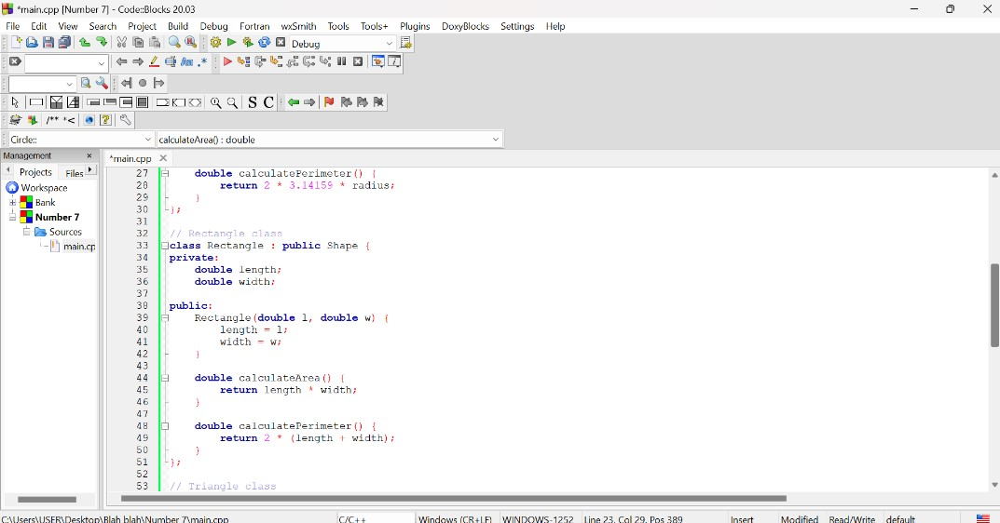 *main.cpp [Number 7] - Code::Blocks 20.03
File Edit View Search Project Build Debug Fortran wxSmith Tools Tools+ Plugins DoxyBlocks Settings Help
Debug
S C
/** *<
Circle:: calculateArea() : double
Management
*main.cpp
Projects Files
Workspace
Bank
Number 7
Sources
main.cp
27 double calculatePerimeter() {
28 return 2 * 3.14159 * radius;
29 }
30 };
31
32 // Rectangle class
33 class Rectangle : public Shape {
34 private:
35 double length;
36 double width;
37
38 public:
39 Rectangle(double l, double w) {
40 length = l;
41 width = w;
42 }
43
44 double calculateArea() {
45 return length * width;
46 }
47
48 double calculatePerimeter() {
49 return 2 * (length + width);
50 }
51 };
52
53 // Triangle class
C:\Users\USER\Desktop\Blah blah\Number 7\main.cpp C/C++ Windows (CR+LF) WINDOWS-1252 Line 23, Col 29, Pos 389 Insert Modified Read/Write default